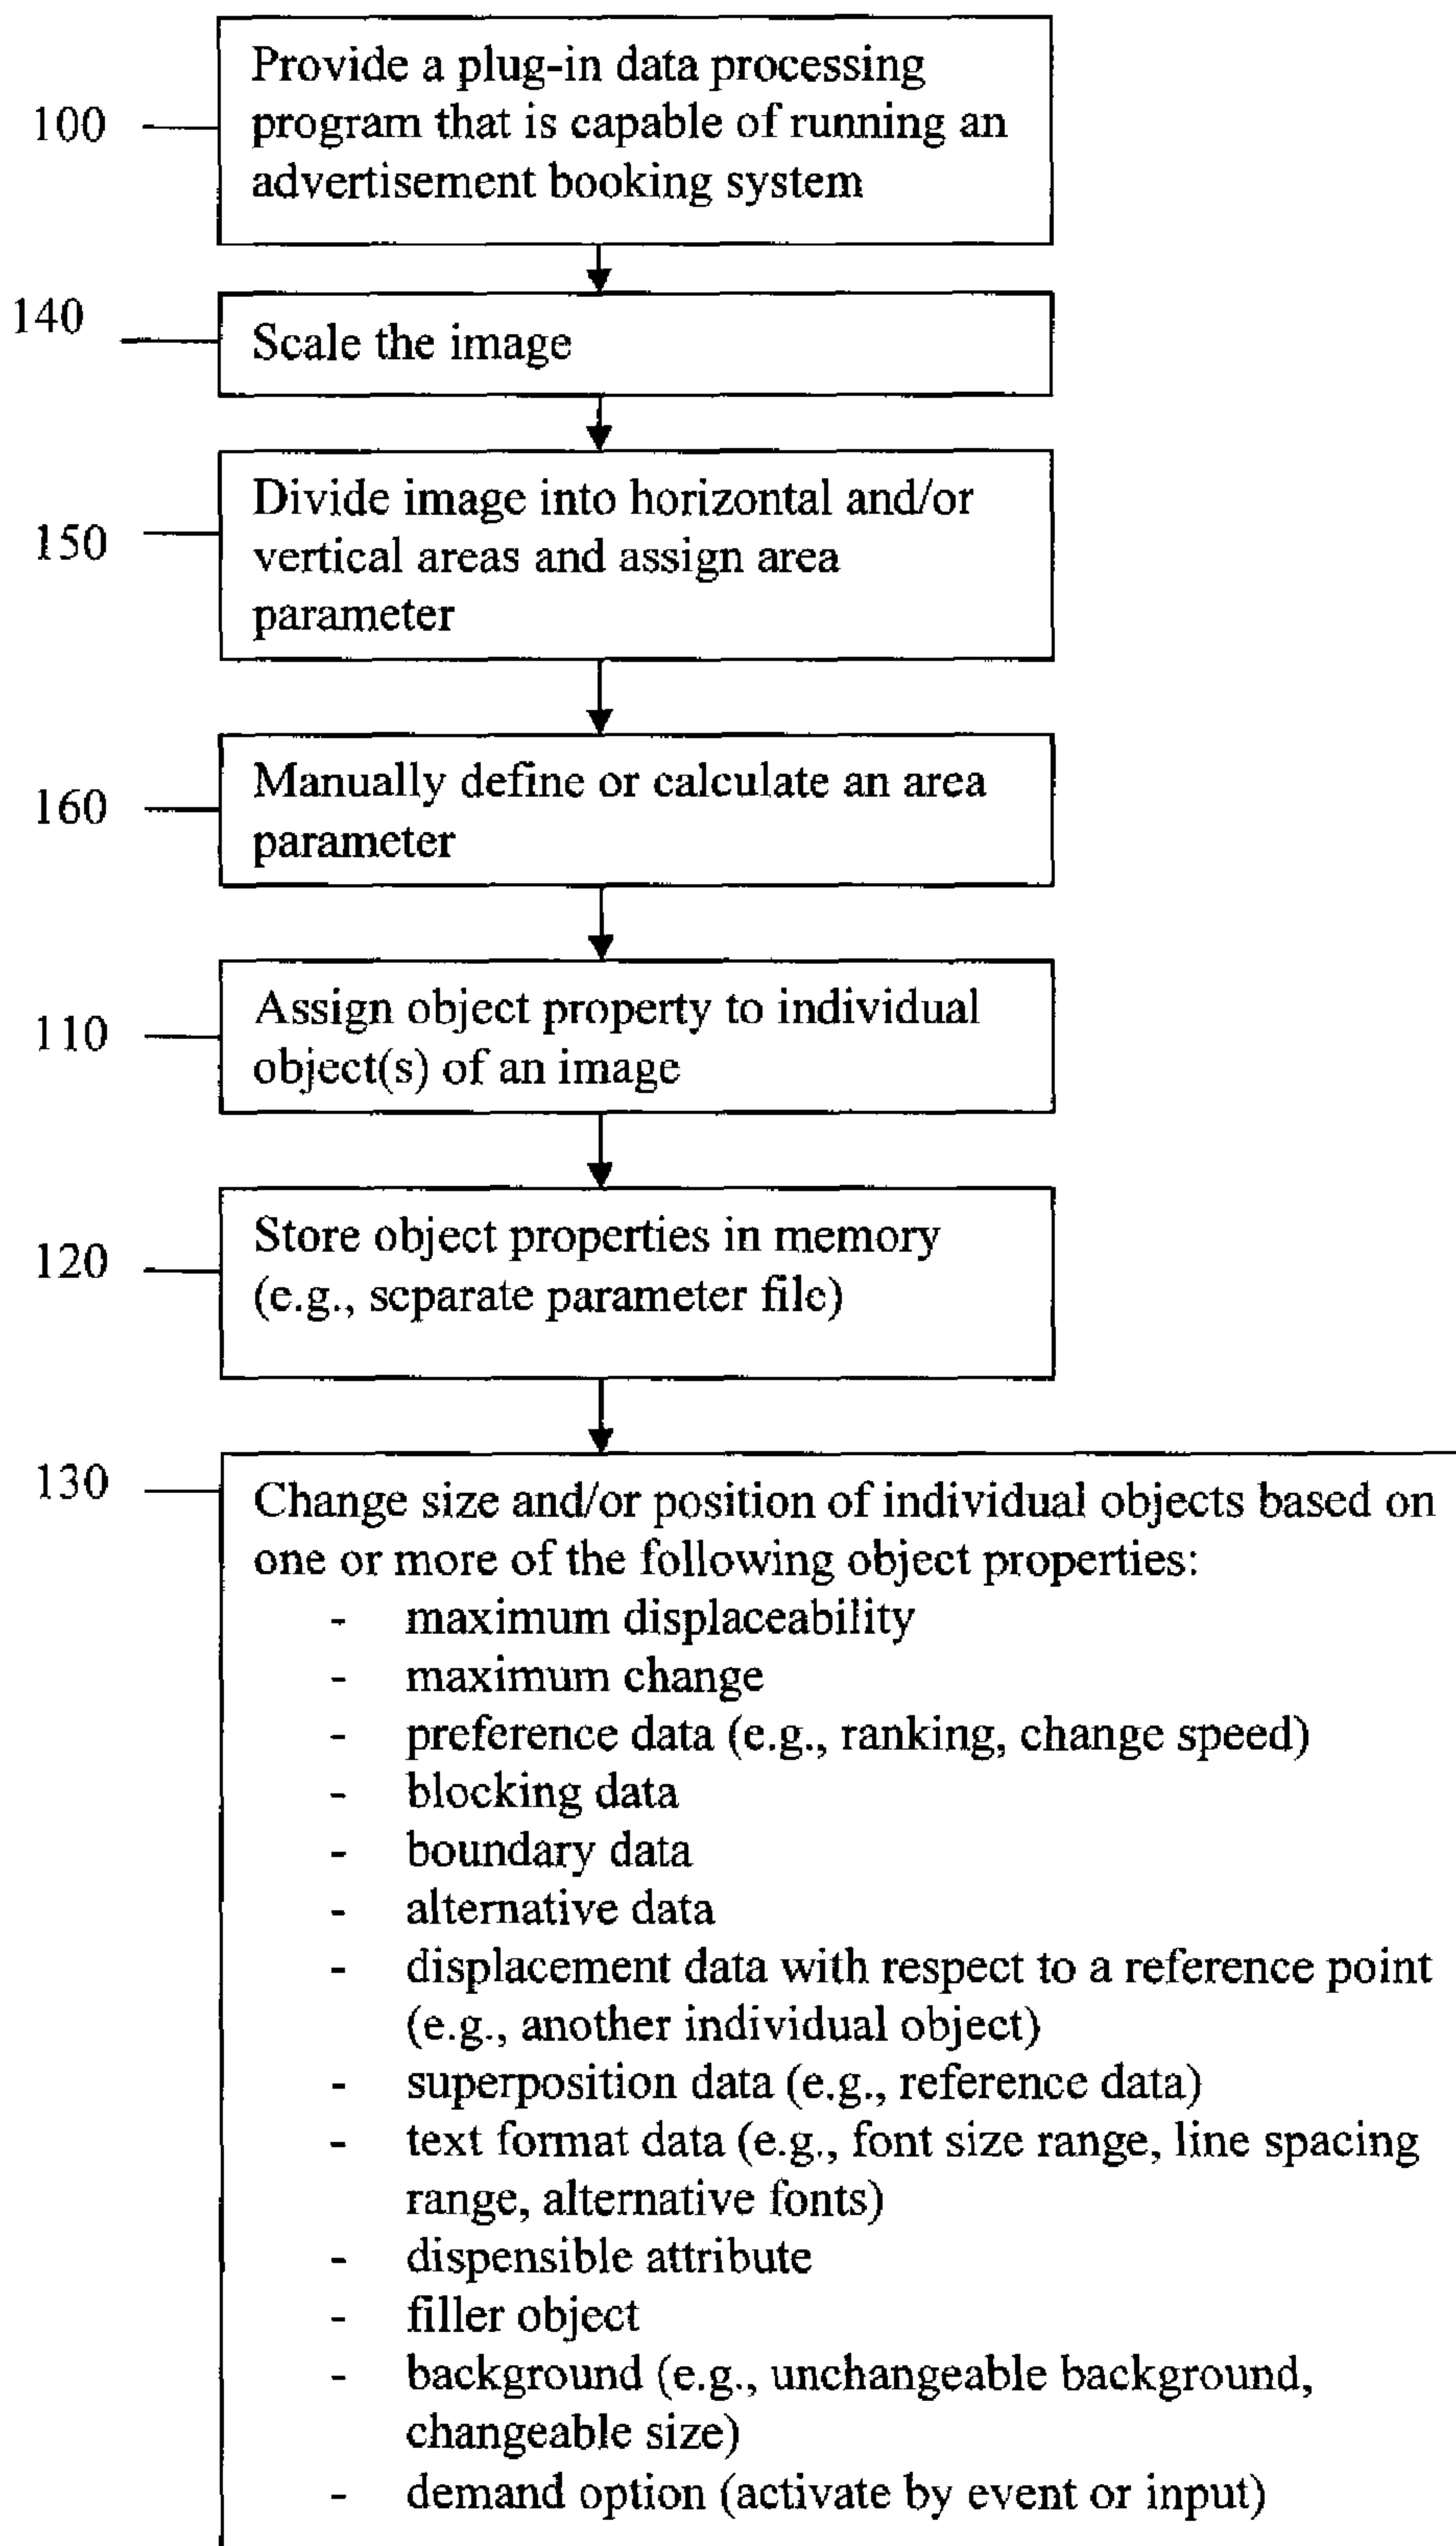 100
Provide a plug-in data processing
program that is capable of running an
advertisement booking system
140
Scale the image
150
Divide image into horizontal and/or
vertical areas and assign area
parameter
160
Manually define or calculate an area
parameter
110
Assign object property to individual
object(s) of an image
120
Store object properties in memory
(e.g., separate parameter file)
130
Change size and/or position of individual objects based on
one or more of the following object properties:
- maximum displaceability
- maximum change
- preference data (e.g., ranking, change speed)
- blocking data
- boundary data
- alternative data
- displacement data with respect to a reference point
(e.g., another individual object)
- superposition data (e.g., reference data)
- text format data (e.g., font size range, line spacing
range, alternative fonts)
- dispensible attribute
- filler object
- background (e.g., unchangeable background,
changeable size)
- demand option (activate by event or input)